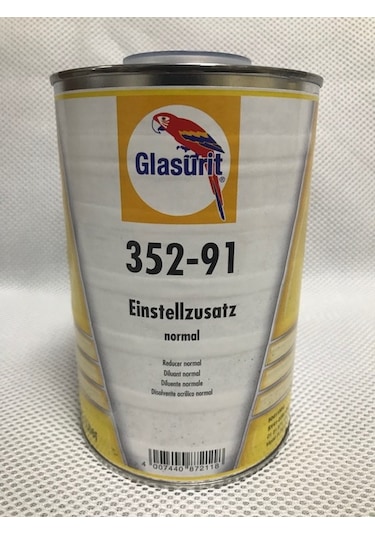 Glasurit
®
352-91
Einstellzusatz
normal
Reducer normal
Diluant normal
Diluente normale
Disolvente acrílico normal
4 007440 872118